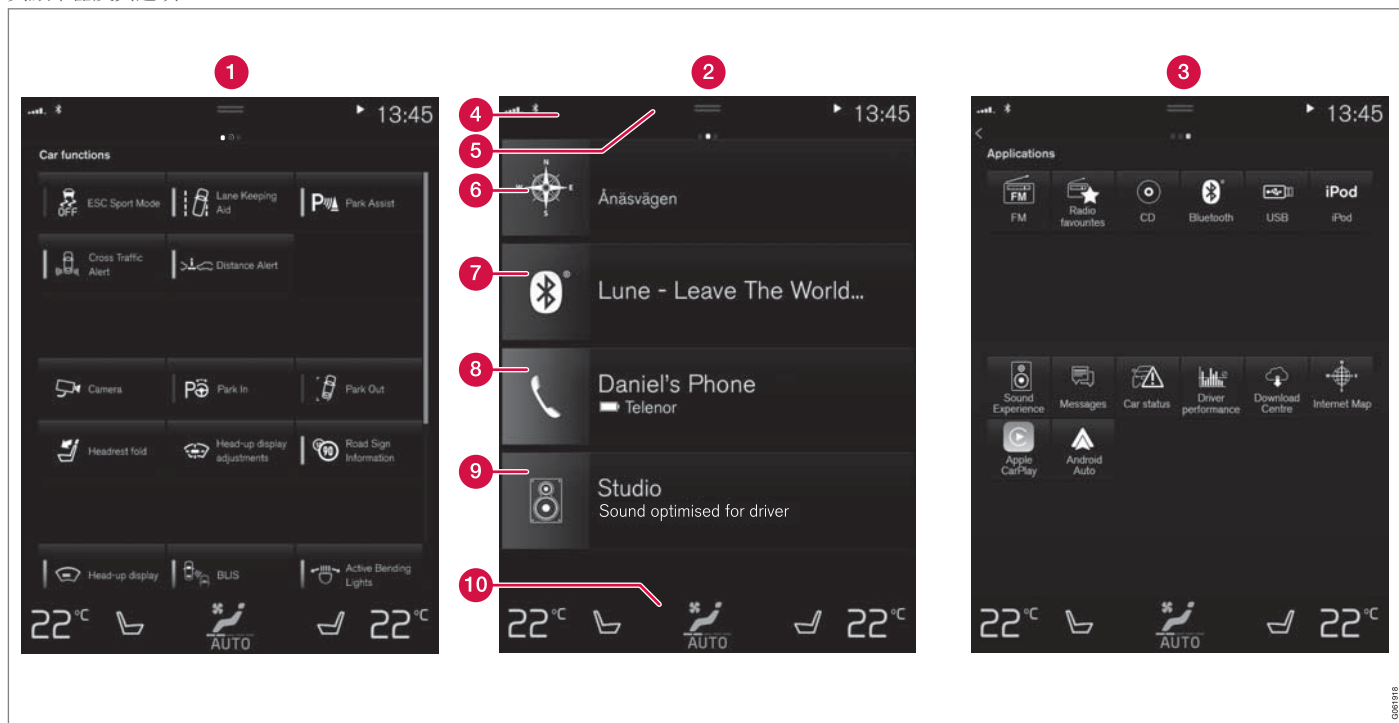 1
2
3
13:45
Car functions
ESC Sport Mode
OFF
Lane Keeping
Aid
P
Park Assist
Cross Traffic
Alert
Distance Alert
Camera
P
Park In
Park Out
Headrest fold
Head-up display
adjustments
90
Road Sign
Information
Head-up display
BLIS
Active Bending
Lights
22°C
AUTO
22°C
4
5
6
7
8
9
10
13:45
N
W
E
S
Ånäsvägen
Lune - Leave The World...
Daniel's Phone
Telenor
Studio
Sound optimised for driver
22°C
AUTO
22°C
13:45
Applications
FM
FM
Radio
favourites
CD
Bluetooth
USB
iPod
iPod
Sound
Experience
Messages
Car status
Driver
performance
Download
Centre
Internet Map
Apple
CarPlay
Android
Auto
22°C
AUTO
22°C
G061918